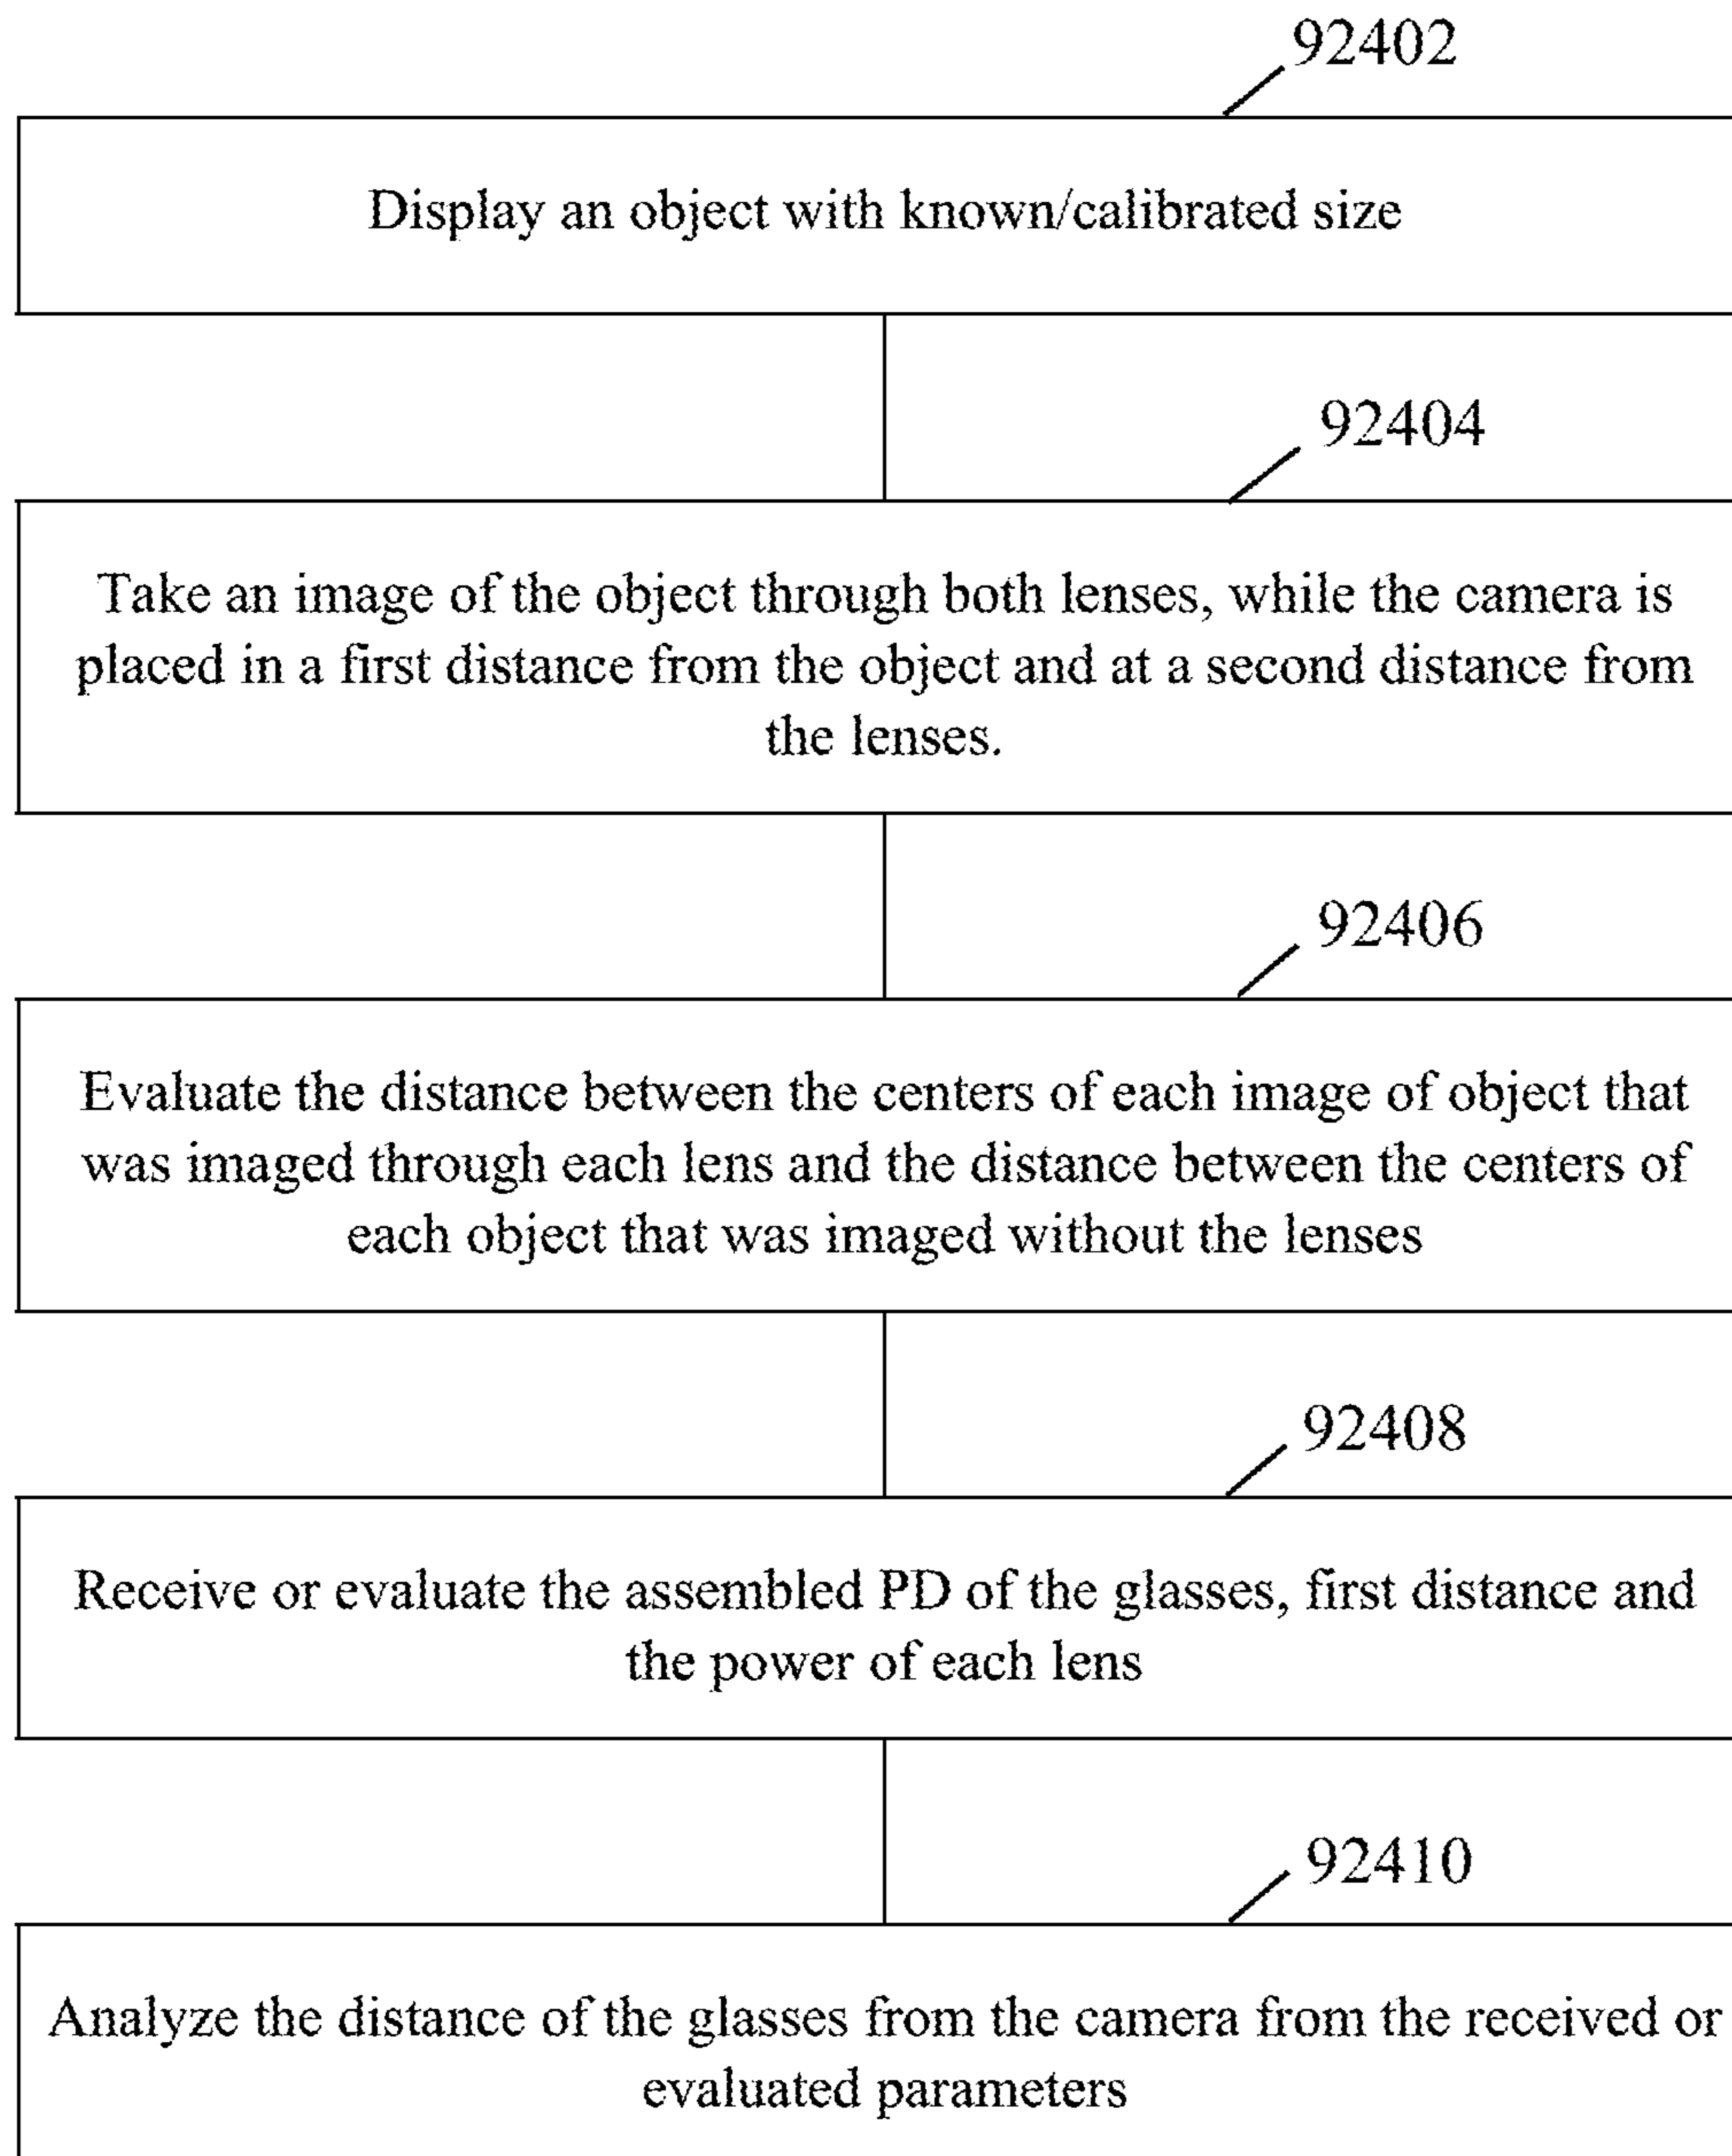 92402
Display an object with known/calibrated size
92404
Take an image of the object through both lenses, while the camera is
placed in a first distance from the object and at a second distance from
the lenses.
92406
Evaluate the distance between the centers of each image of object that
was imaged through each lens and the distance between the centers of
each object that was imaged without the lenses
92408
Receive or evaluate the assembled PD of the glasses, first distance and
the power of each lens
92410
Analyze the distance of the glasses from the camera from the received or
evaluated parameters